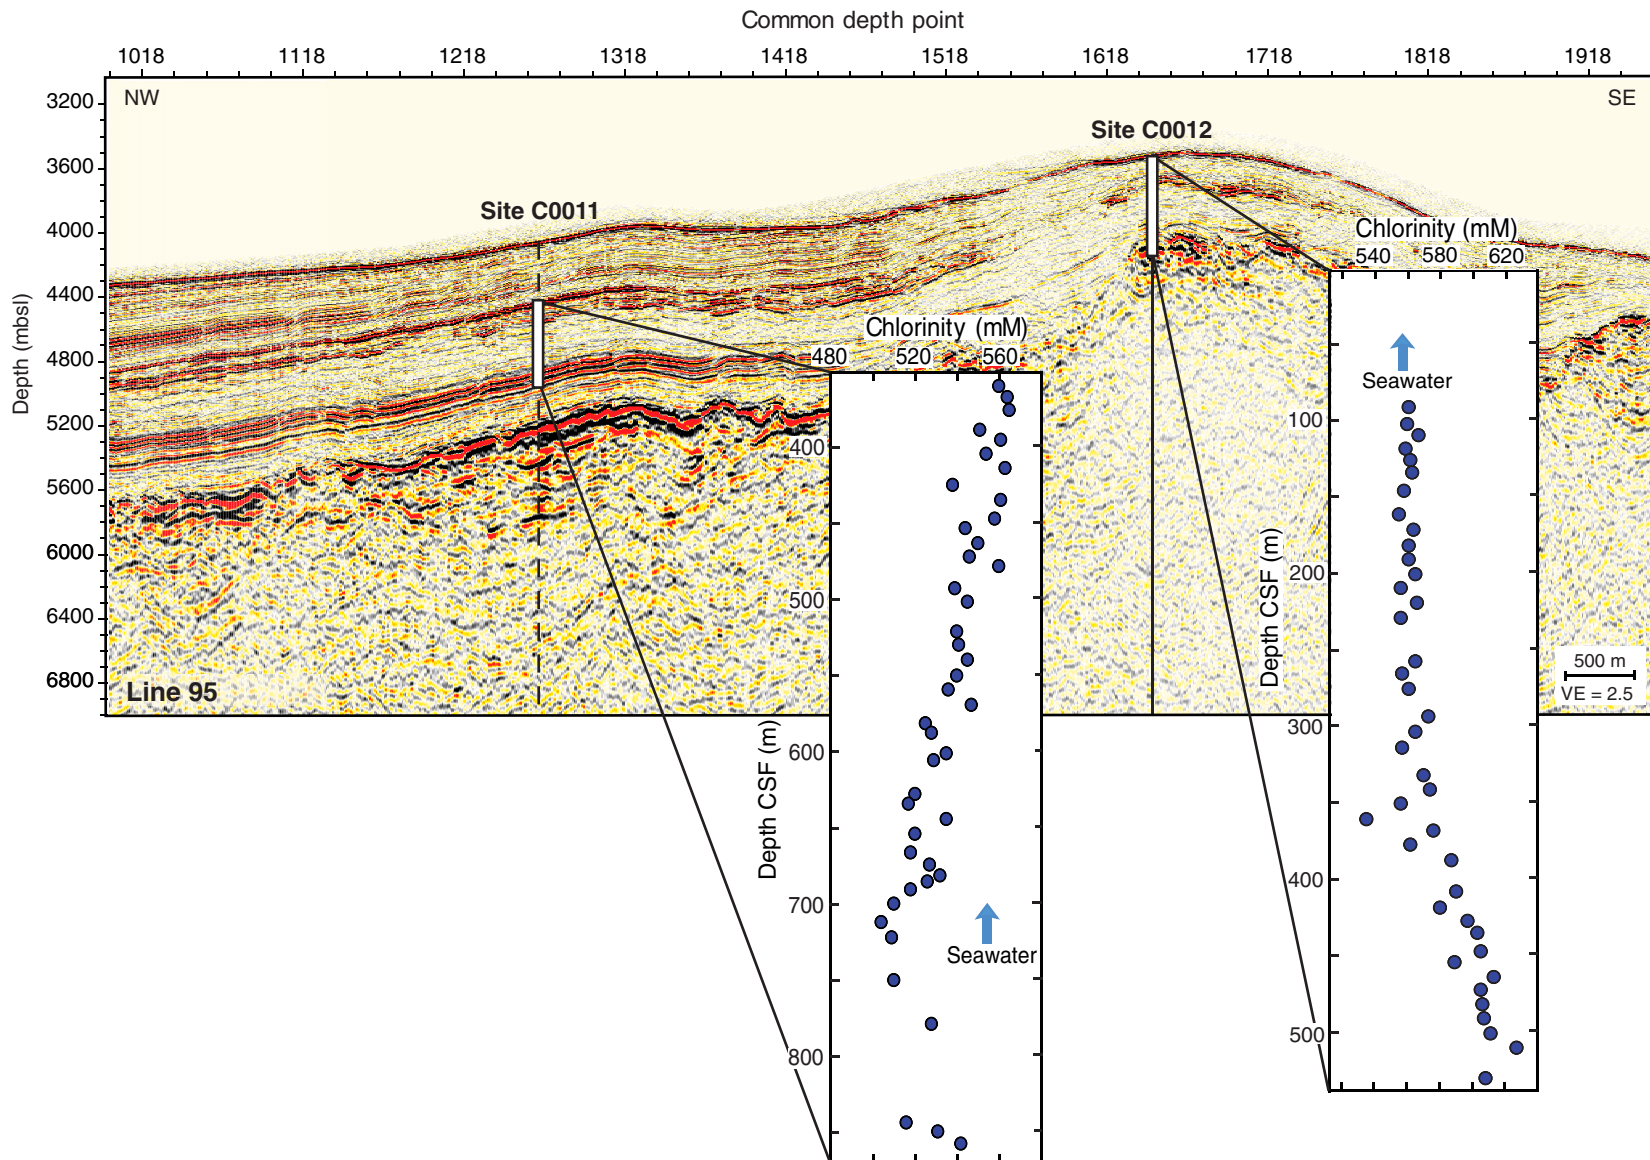 Common depth point
1018 1118 1218 1318 1418 1518 1618 1718 1818 1918
NW
SE
Depth (mbsl)
3200
3600
4000
4400
4800
5200
5600
6000
6400
6800
Site C0011
Site C0012
Line 95
Chlorinity (mM)
480 520 560
Depth CSF (m)
400
500
600
700
800
Seawater
Chlorinity (mM)
540 580 620
Seawater
Depth CSF (m)
100
200
300
400
500
500 m
VE = 2.5